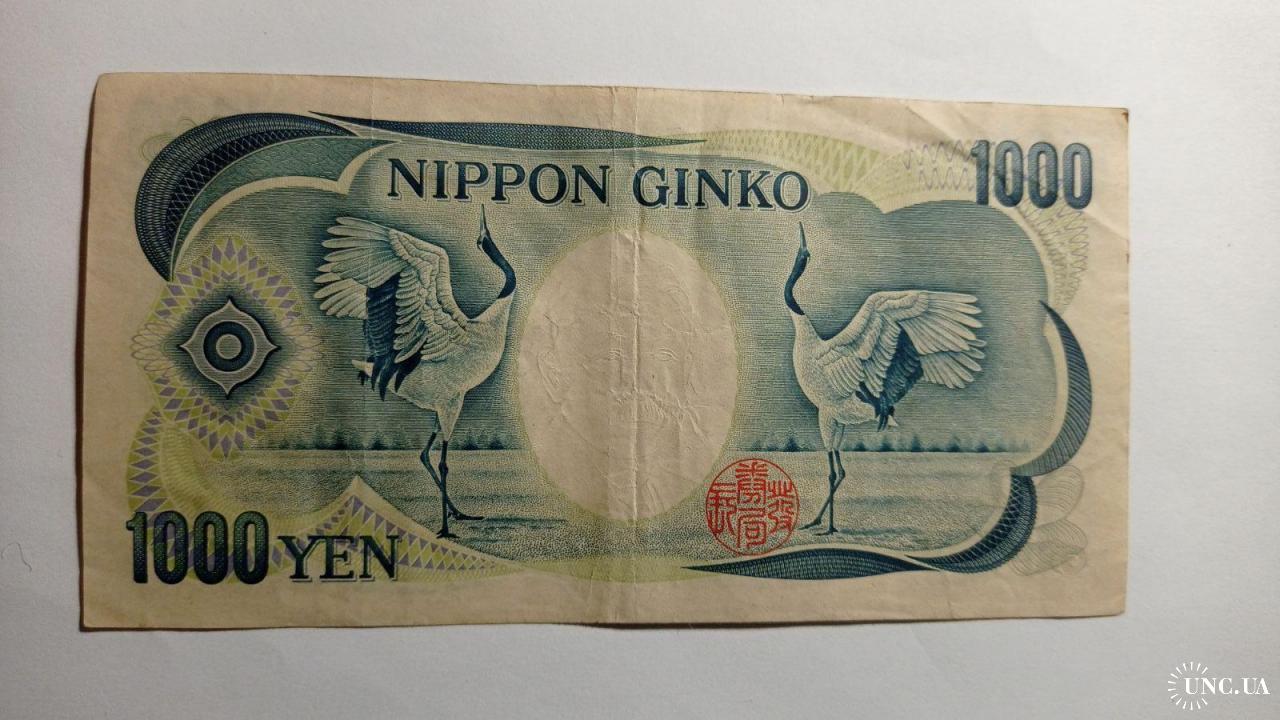 NIPPON GINKO
1000
1000 YEN
UNC.UA